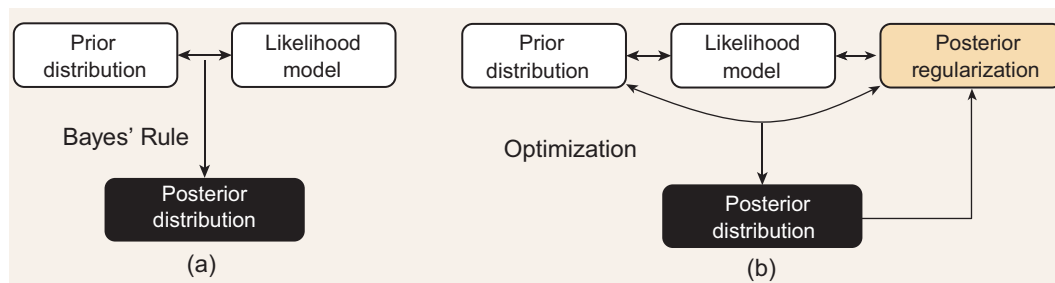 Prior
distribution
Likelihood
model
Bayes' Rule
Posterior
distribution
(a)
Prior
distribution
Likelihood
model
Posterior
regularization
Optimization
Posterior
distribution
(b)